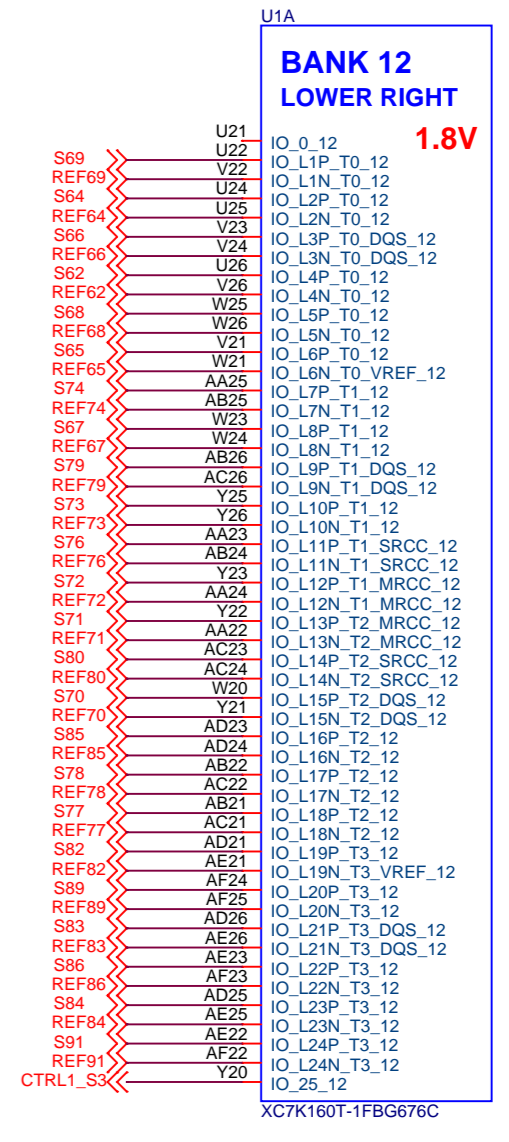 U1A
BANK 12
LOWER RIGHT
1.8V
U21 IO_0_12
S69 U22 IO_L1P_T0_12
REF69 V22 IO_L1N_T0_12
S64 U24 IO_L2P_T0_12
REF64 U25 IO_L2N_T0_12
S66 V23 IO_L3P_T0_DQS_12
REF66 V24 IO_L3N_T0_DQS_12
S62 U26 IO_L4P_T0_12
REF62 V26 IO_L4N_T0_12
S68 W25 IO_L5P_T0_12
REF68 W26 IO_L5N_T0_12
S65 V21 IO_L6P_T0_12
REF65 W21 IO_L6N_T0_VREF_12
S74 AA25 IO_L7P_T1_12
REF74 AB25 IO_L7N_T1_12
S67 W23 IO_L8P_T1_12
REF67 W24 IO_L8N_T1_12
S79 AB26 IO_L9P_T1_DQS_12
REF79 AC26 IO_L9N_T1_DQS_12
S73 Y25 IO_L10P_T1_12
REF73 Y26 IO_L10N_T1_12
S76 AA23 IO_L11P_T1_SRCC_12
REF76 AB24 IO_L11N_T1_SRCC_12
S72 Y23 IO_L12P_T1_MRCC_12
REF72 AA24 IO_L12N_T1_MRCC_12
S71 Y22 IO_L13P_T2_MRCC_12
REF71 AA22 IO_L13N_T2_MRCC_12
S80 AC23 IO_L14P_T2_SRCC_12
REF80 AC24 IO_L14N_T2_SRCC_12
S70 W20 IO_L15P_T2_DQS_12
REF70 Y21 IO_L15N_T2_DQS_12
S85 AD23 IO_L16P_T2_12
REF85 AD24 IO_L16N_T2_12
S78 AB22 IO_L17P_T2_12
REF78 AC22 IO_L17N_T2_12
S77 AB21 IO_L18P_T2_12
REF77 AC21 IO_L18N_T2_12
S82 AD21 IO_L19P_T3_12
REF82 AE21 IO_L19N_T3_VREF_12
S89 AF24 IO_L20P_T3_12
REF89 AF25 IO_L20N_T3_12
S83 AD26 IO_L21P_T3_DQS_12
REF83 AE26 IO_L21N_T3_DQS_12
S86 AE23 IO_L22P_T3_12
REF86 AF23 IO_L22N_T3_12
S84 AD25 IO_L23P_T3_12
REF84 AE25 IO_L23N_T3_12
S91 AE22 IO_L24P_T3_12
REF91 AF22 IO_L24N_T3_12
CTRL1_S3 Y20 IO_25_12
XC7K160T-1FBG676C